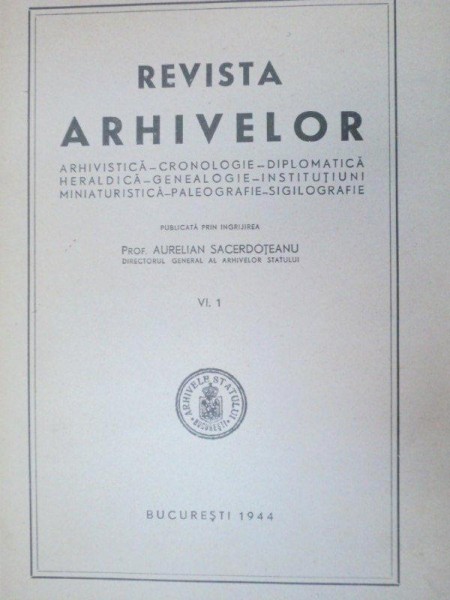 REVISTA
ARHIVELOR
ARHIVISTICĂ–CRONOLOGIE–DIPLOMATICĂ
HERALDICĂ–GENEALOGIE–INSTITUȚIUNI
MINIATURISTICĂ–PALEOGRAFIE–SIGILOGRAFIE
PUBLICATĂ PRIN INGRIJIREA
PROF. AURELIAN SACERDOȚEANU
DIRECTORUL GENERAL AL ARHIVELOR STATULUI
VI. 1
ARHIVELE STATULUI
BUCUREȘTI
BUCUREȘTI 1944